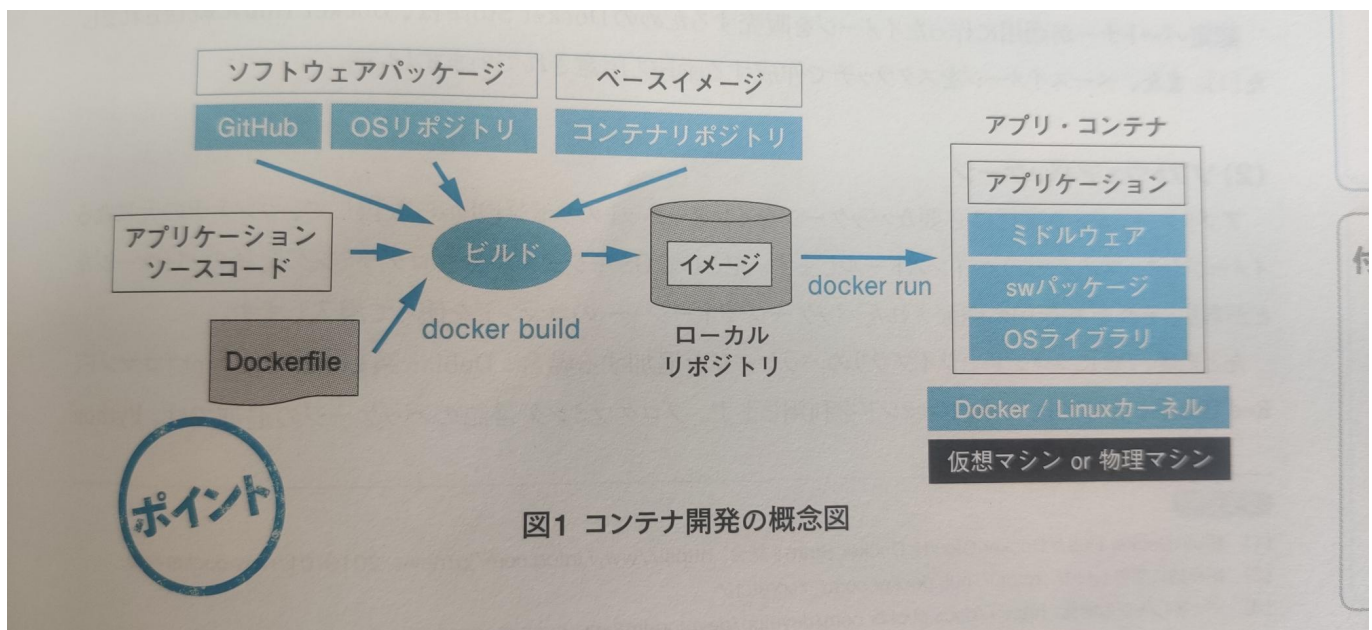 ソフトウェアパッケージ
ベースイメージ
GitHub
OSリポジトリ
コンテナリポジトリ
アプリ・コンテナ
アプリケーション
ミドルウェア
swパッケージ
OSライブラリ
アプリケーション
ソースコード
ビルド
イメージ
docker run
docker build
ローカル
リポジトリ
Dockerfile
Docker / Linuxカーネル
仮想マシン or 物理マシン
ポイント
図1 コンテナ開発の概念図